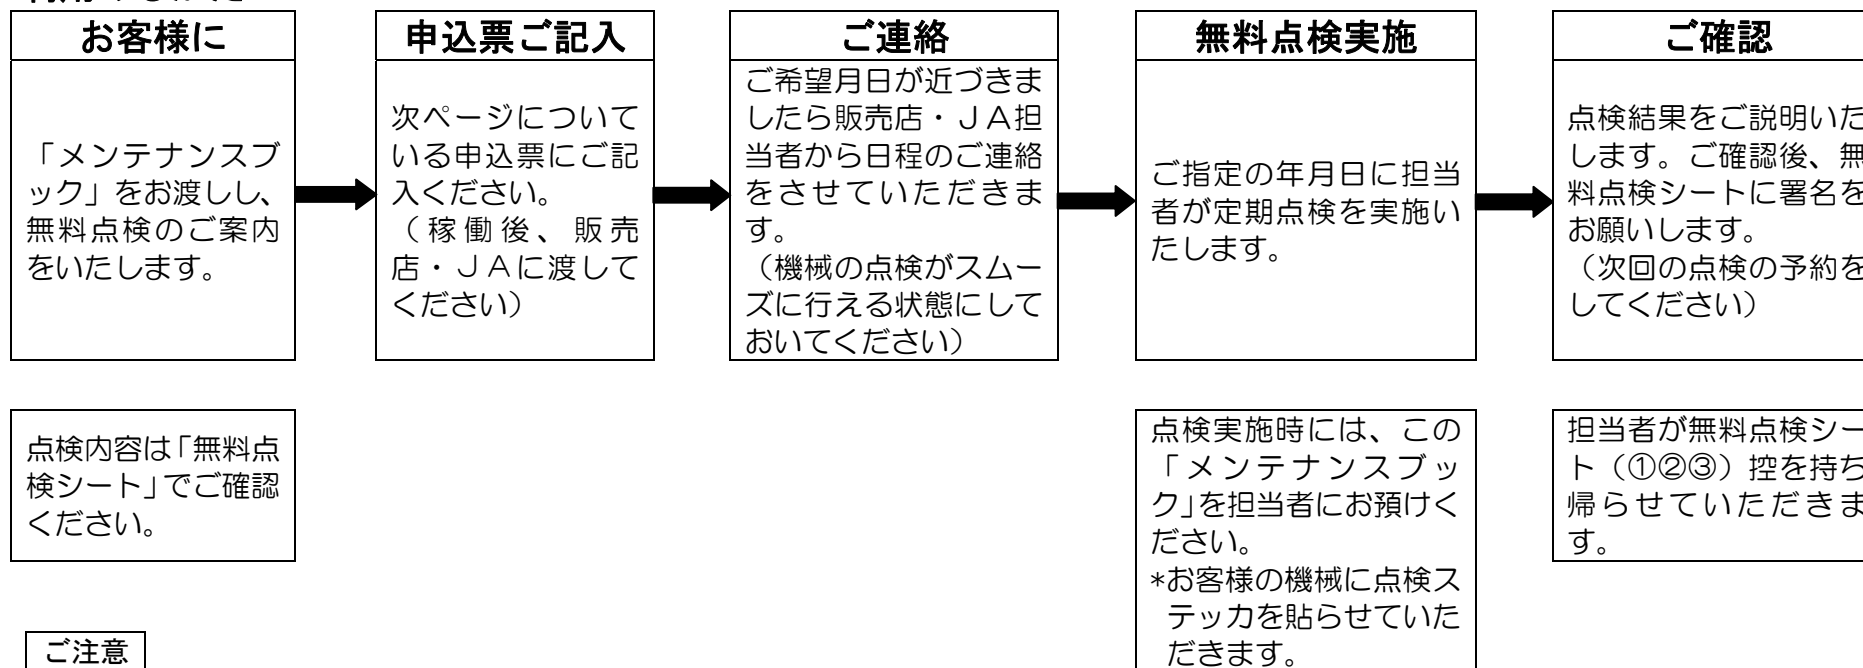 お客様に
「メンテナンスブ
ック」をお渡しし、
無料点検のご案内
をいたします。
申込票ご記入
次ページについて
いる申込票にご記
入ください。
（稼働後、販売
店・ＪＡに渡して
ください）
ご連絡
ご希望月日が近づきま
したら販売店・ＪＡ担
当者から日程のご連絡
をさせていただきま
す。
（機械の点検がスムー
ズに行える状態にして
おいてください）
無料点検実施
ご指定の年月日に担当
者が定期点検を実施い
たします。
ご確認
点検結果をご説明いた
します。ご確認後、無
料点検シートに署名を
お願いします。
（次回の点検の予約を
してください）
点検内容は「無料点
検シート」でご確認
ください。
点検実施時には、この
「メンテナンスブッ
ク」を担当者にお預けく
ださい。
*お客様の機械に点検ス
テッカを貼らせていた
だきます。
担当者が無料点検シー
ト（①②③）控を持ち
帰らせていただきま
す。
ご注意